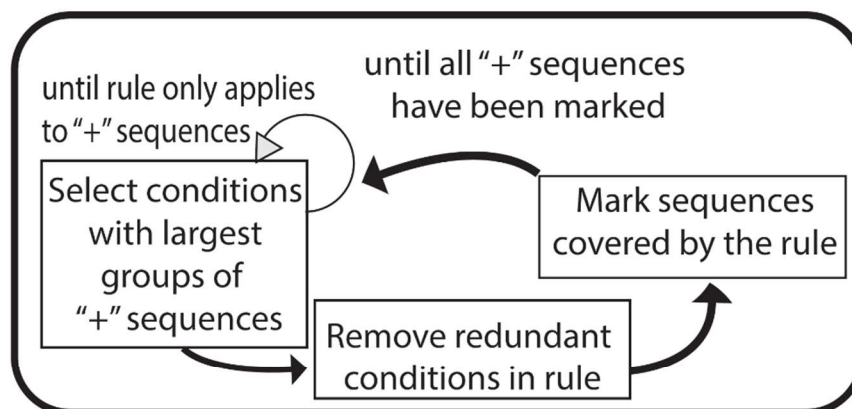 until rule only applies
to “+” sequences
until all “+” sequences
have been marked
Select conditions
with largest
groups of
“+” sequences
Mark sequences
covered by the rule
Remove redundant
conditions in rule